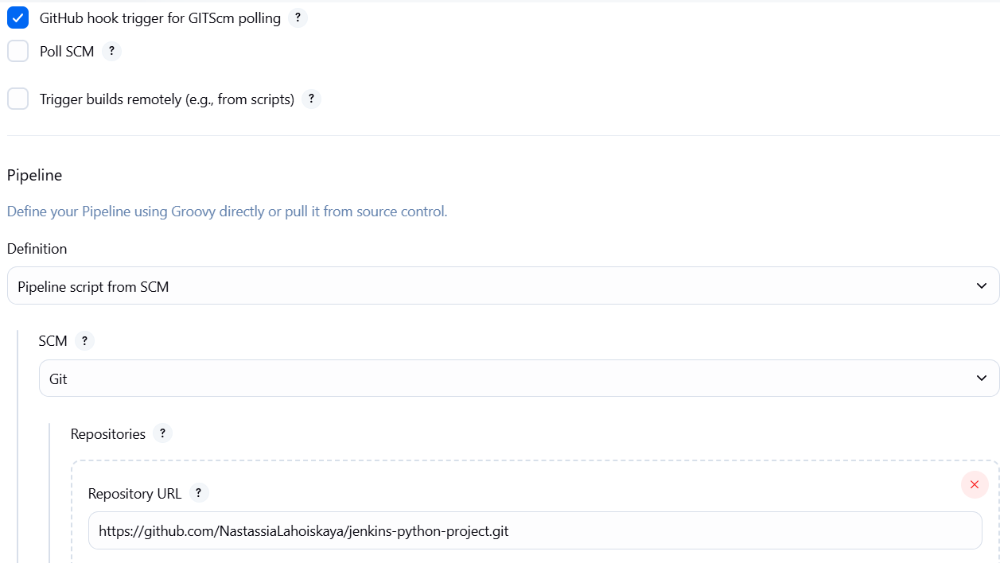 GitHub hook trigger for GITScm polling ?
Poll SCM ?
Trigger builds remotely (e.g., from scripts) ?
Pipeline
Define your Pipeline using Groovy directly or pull it from source control.
Definition
Pipeline script from SCM
SCM ?
Git
Repositories ?
Repository URL ?
https://github.com/NastassiaLahoiskaya/jenkins-python-project.git